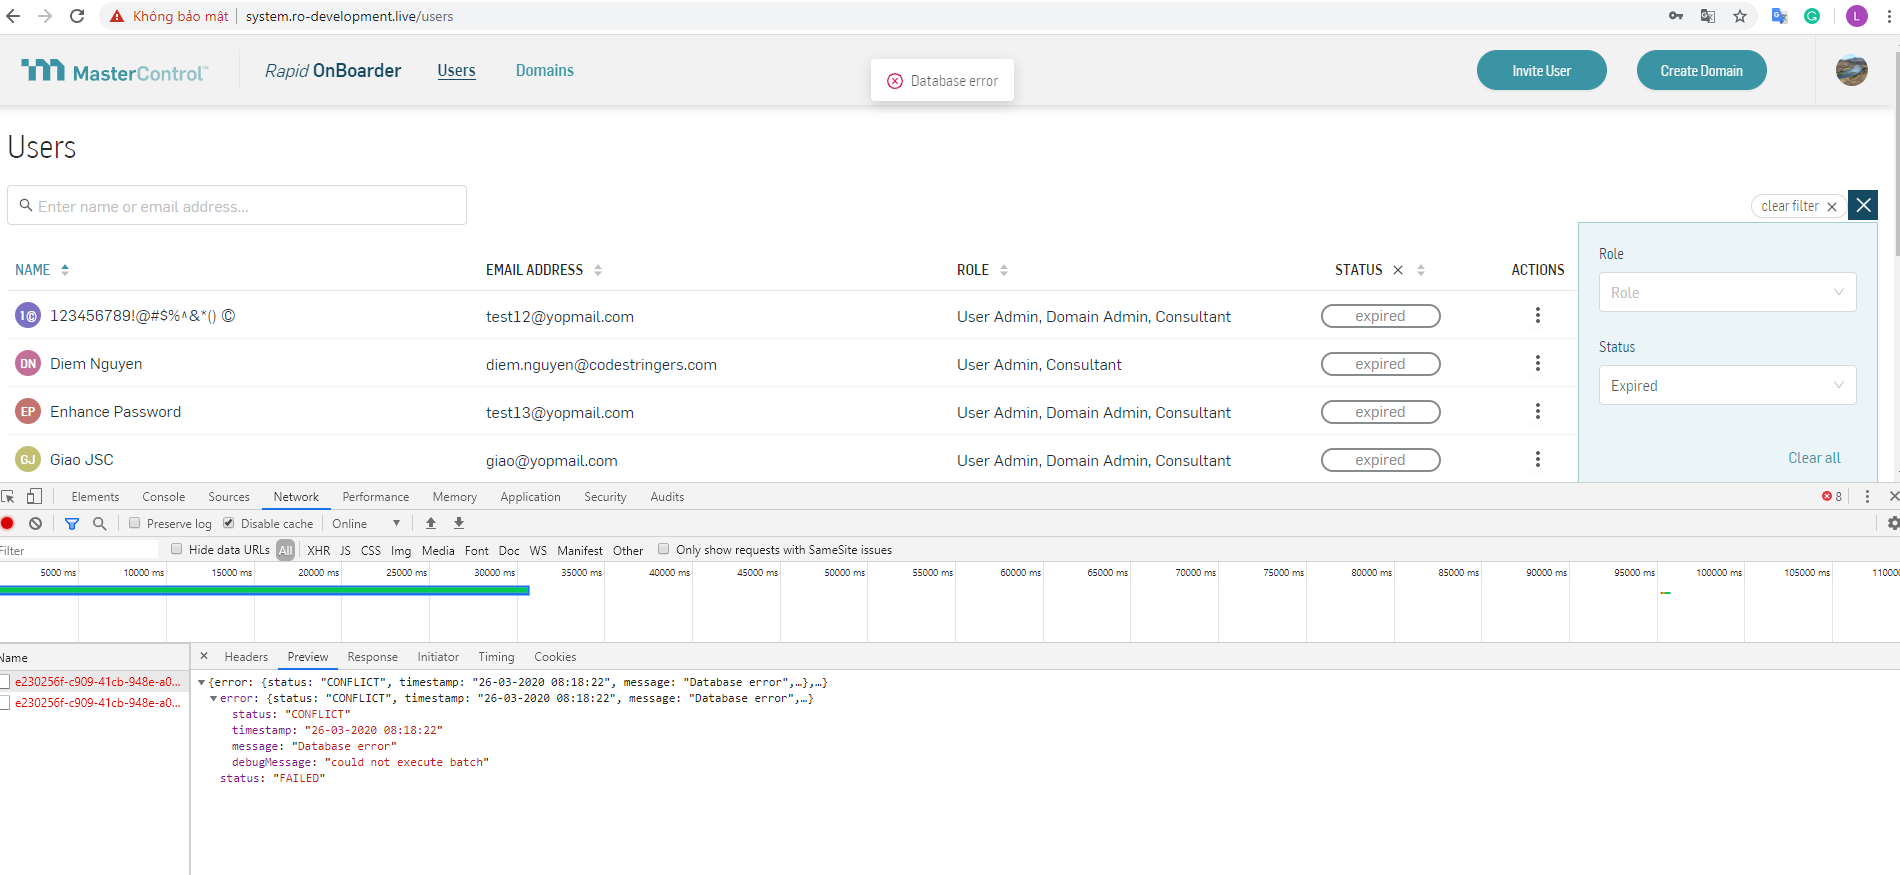 Không bảo mật
system.ro-development.live/users
L
MasterControl™
Rapid OnBoarder
Users
Domains
Database error
Invite User
Create Domain
Users
Enter name or email address...
clear filter
NAME EMAIL ADDRESS ROLE STATUS ACTIONS
1© 123456789!@#$%^&*() © test12@yopmail.com User Admin, Domain Admin, Consultant expired
DN Diem Nguyen diem.nguyen@codestringers.com User Admin, Consultant expired
EP Enhance Password test13@yopmail.com User Admin, Domain Admin, Consultant expired
GJ Giao JSC giao@yopmail.com User Admin, Domain Admin, Consultant expired
Role
Role
Status
Expired
Clear all
Elements Console Sources Network Performance Memory Application Security Audits 8
Preserve log Disable cache Online
Filter Hide data URLs All XHR JS CSS Img Media Font Doc WS Manifest Other Only show requests with SameSite issues
5000 ms 10000 ms 15000 ms 20000 ms 25000 ms 30000 ms 35000 ms 40000 ms 45000 ms 50000 ms 55000 ms 60000 ms 65000 ms 70000 ms 75000 ms 80000 ms 85000 ms 90000 ms 95000 ms 100000 ms 105000 ms 11000
Name
e230256f-c909-41cb-948e-a0...
e230256f-c909-41cb-948e-a0...
Headers Preview Response Initiator Timing Cookies
{error: {status: "CONFLICT", timestamp: "26-03-2020 08:18:22", message: "Database error",…},…}
error: {status: "CONFLICT", timestamp: "26-03-2020 08:18:22", message: "Database error",…}
status: "CONFLICT"
timestamp: "26-03-2020 08:18:22"
message: "Database error"
debugMessage: "could not execute batch"
status: "FAILED"